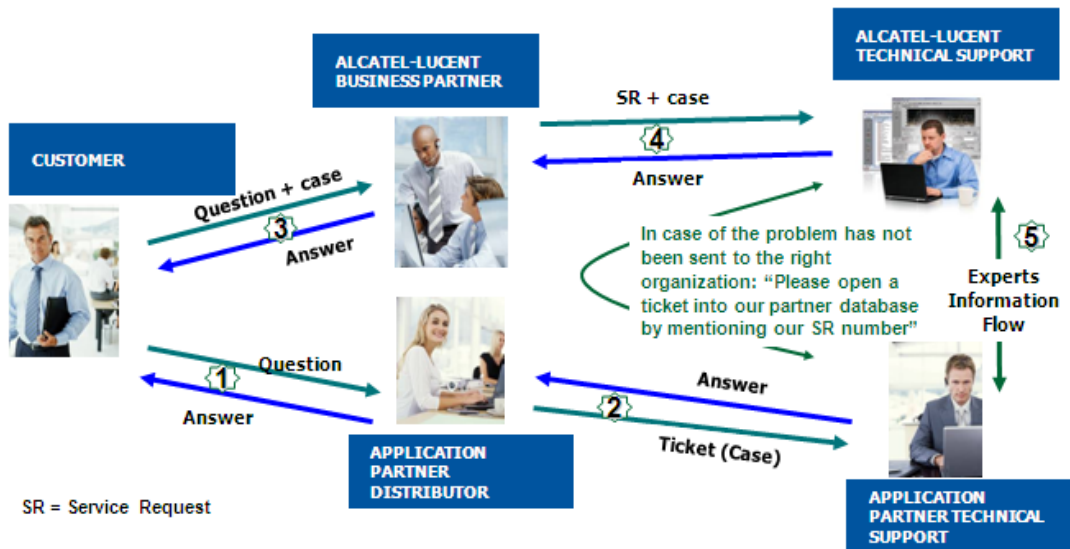 ALCATEL-LUCENT
BUSINESS PARTNER
ALCATEL-LUCENT
TECHNICAL SUPPORT
CUSTOMER
SR + case
4
Answer
Question + case
3
Answer
In case of the problem has not
been sent to the right
organization: “Please open a
ticket into our partner database
by mentioning our SR number”
5
Experts
Information
Flow
Question
1
Answer
Answer
2
Ticket (Case)
APPLICATION
PARTNER
DISTRIBUTOR
APPLICATION
PARTNER TECHNICAL
SUPPORT
SR = Service Request